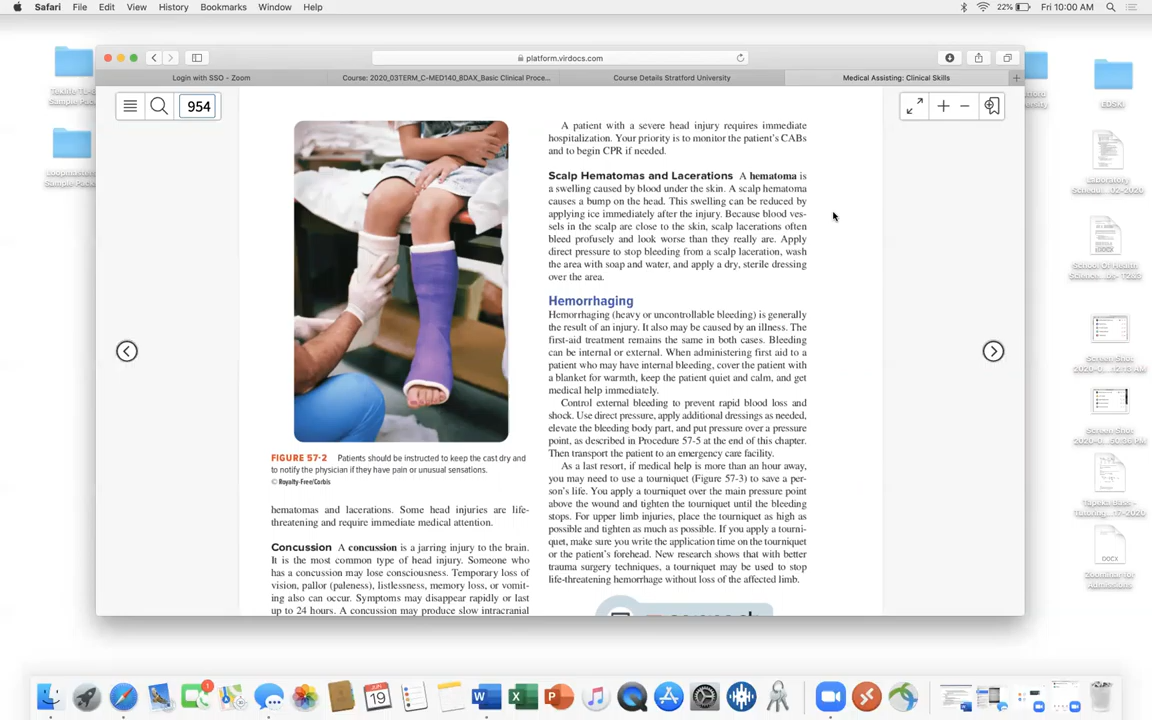 Safari File Edit View History Bookmarks Window Help
22% Fri 10:00 AM
platform.virdocs.com
Login with SSO - Zoom
Course: 2020_03TERM_C-MED140_8DAX_Basic Clinical Proce...
Course Details Stratford University
Medical Assisting: Clinical Skills
954
FIGURE 57-2 Patients should be instructed to keep the cast dry and
to notify the physician if they have pain or unusual sensations.
© Royalty-Free/Corbis
hematomas and lacerations. Some head injuries are life-
threatening and require immediate medical attention.
Concussion A concussion is a jarring injury to the brain.
It is the most common type of head injury. Someone who
has a concussion may lose consciousness. Temporary loss of
vision, pallor (paleness), listlessness, memory loss, or vomit-
ing also can occur. Symptoms may disappear rapidly or last
up to 24 hours. A concussion may produce slow intracranial
A patient with a severe head injury requires immediate
hospitalization. Your priority is to monitor the patient's CABs
and to begin CPR if needed.
Scalp Hematomas and Lacerations A hematoma is
a swelling caused by blood under the skin. A scalp hematoma
causes a bump on the head. This swelling can be reduced by
applying ice immediately after the injury. Because blood ves-
sels in the scalp are close to the skin, scalp lacerations often
bleed profusely and look worse than they really are. Apply
direct pressure to stop bleeding from a scalp laceration, wash
the area with soap and water, and apply a dry, sterile dressing
over the area.
Hemorrhaging
Hemorrhaging (heavy or uncontrollable bleeding) is generally
the result of an injury. It also may be caused by an illness. The
first-aid treatment remains the same in both cases. Bleeding
can be internal or external. When administering first aid to a
patient who may have internal bleeding, cover the patient with
a blanket for warmth, keep the patient quiet and calm, and get
medical help immediately.
Control external bleeding to prevent rapid blood loss and
shock. Use direct pressure, apply additional dressings as needed,
elevate the bleeding body part, and put pressure over a pressure
point, as described in Procedure 57-5 at the end of this chapter.
Then transport the patient to an emergency care facility.
As a last resort, if medical help is more than an hour away,
you may need to use a tourniquet (Figure 57-3) to save a per-
son's life. You apply a tourniquet over the main pressure point
above the wound and tighten the tourniquet until the bleeding
stops. For upper limb injuries, place the tourniquet as high as
possible and tighten as much as possible. If you apply a tourni-
quet, make sure you write the application time on the tourniquet
or the patient's forehead. New research shows that with better
trauma surgery techniques, a tourniquet may be used to stop
life-threatening hemorrhage without loss of the affected limb.
EDSKI
Laboratory
School Of Health
Screen Shot
Screen Shot
DOCX
Zoominar for
Admissions
JUN
19
1